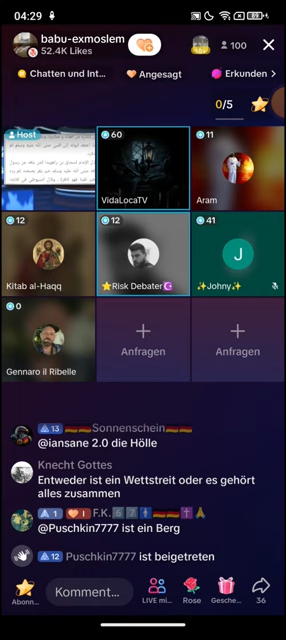 04:29
89
babu-exmoslem
52.4K Likes
100
Chatten und Int...
Angesagt
Erkunden >
0/5
Host
60
VidaLocaTV
11
Aram
12
Kitab al-Haqq
12
⭐Risk Debater☪
41
J
✨Johny✨
0
Gennaro il Ribelle
+
Anfragen
+
Anfragen
13 🇩🇪🇩🇪Sonnenschein🇩🇪🇩🇪
@iansane 2.0 die Hölle
Knecht Gottes
Entweder ist ein Wettstreit oder es gehört
alles zusammen
1 I F.K. 6️⃣7️⃣🚹🇩🇪🇩🇪✝️🙏
@Puschkin7777 ist ein Berg
12 Puschkin7777 ist beigetreten
Abonn...
Komment...
LIVE mi...
Rose
Gesche...
36